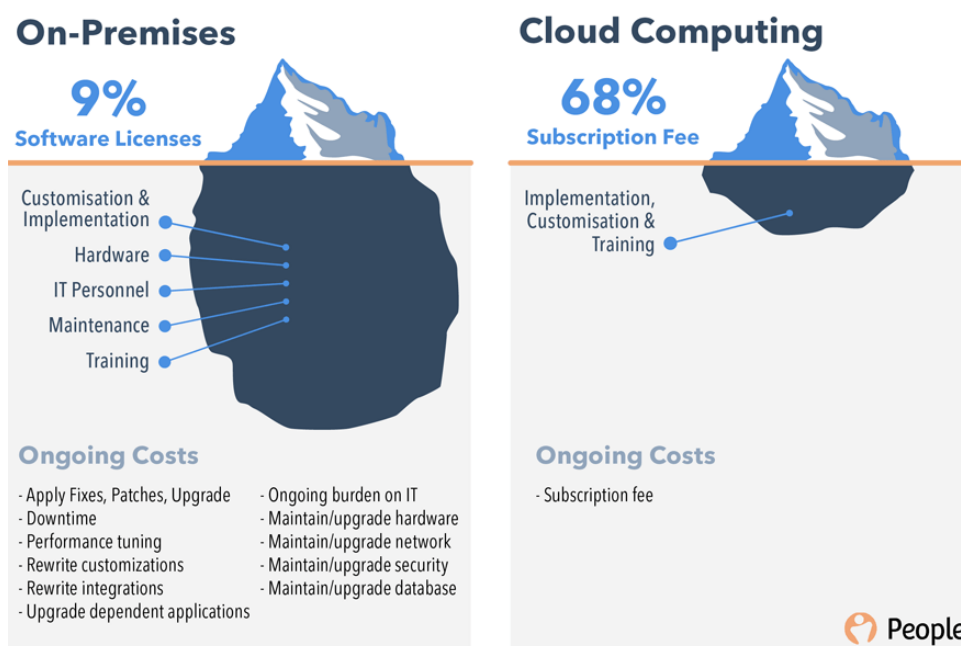 On-Premises
9%
Software Licenses
Customisation &
Implementation
Hardware
IT Personnel
Maintenance
Training
Ongoing Costs
- Apply Fixes, Patches, Upgrade
- Downtime
- Performance tuning
- Rewrite customizations
- Rewrite integrations
- Upgrade dependent applications
- Ongoing burden on IT
- Maintain/upgrade hardware
- Maintain/upgrade network
- Maintain/upgrade security
- Maintain/upgrade database
Cloud Computing
68%
Subscription Fee
Implementation,
Customisation &
Training
Ongoing Costs
- Subscription fee
People